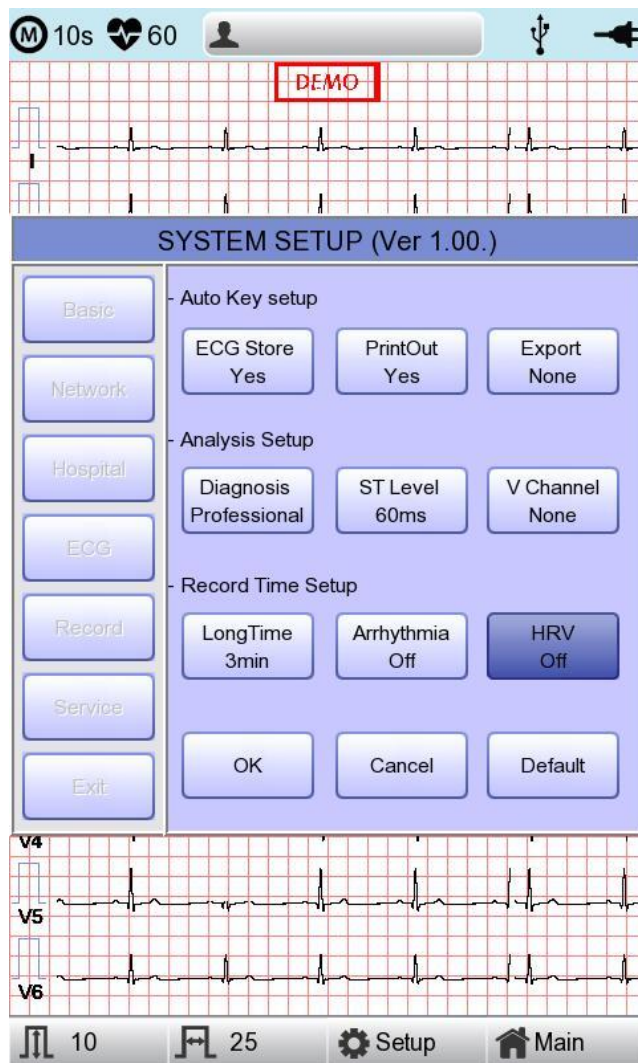 M 10s 60
DEMO
I
SYSTEM SETUP (Ver 1.00.)
Basic
Network
Hospital
ECG
Record
Service
Exit
- Auto Key setup
ECG Store
Yes
PrintOut
Yes
Export
None
- Analysis Setup
Diagnosis
Professional
ST Level
60ms
V Channel
None
- Record Time Setup
LongTime
3min
Arrhythmia
Off
HRV
Off
OK
Cancel
Default
V4
V5
V6
10
25
Setup
Main